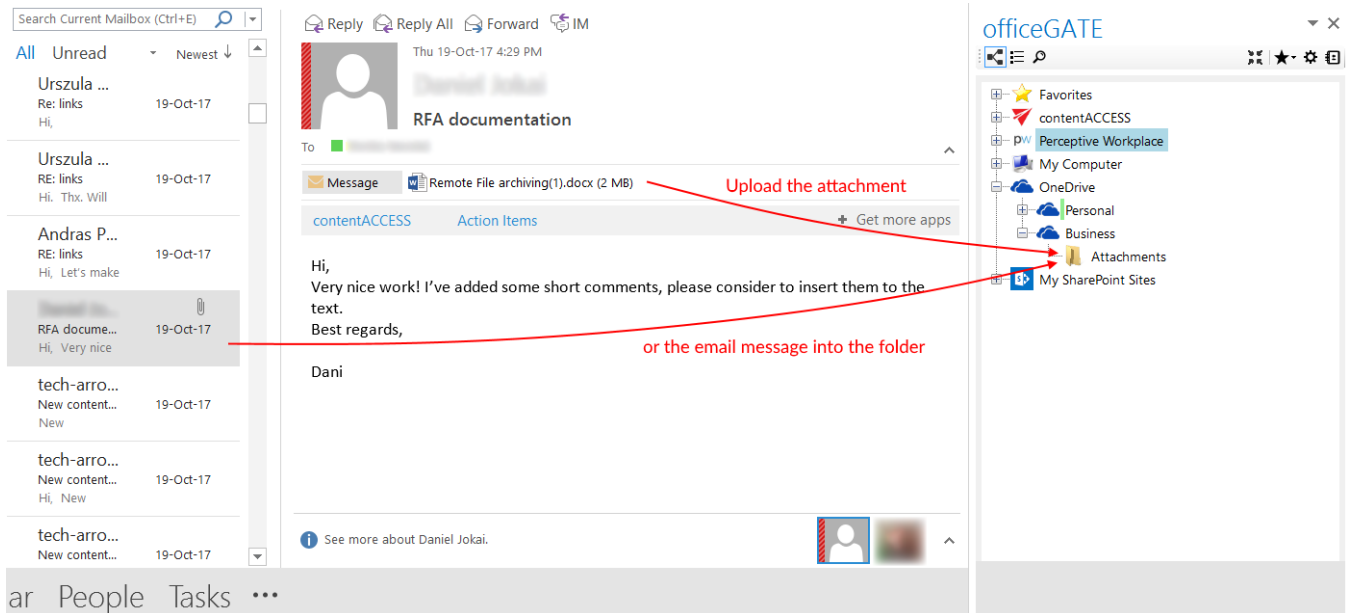 Search Current Mailbox (Ctrl+E)
All Unread Newest
Urszula ...
Re: links 19-Oct-17
Hi,
Urszula ...
RE: links 19-Oct-17
Hi. Thx. Will
Andras P...
RE: links 19-Oct-17
Hi, Let's make
RFA docume... 19-Oct-17
Hi, Very nice
tech-arro...
New content... 19-Oct-17
New
tech-arro...
New content... 19-Oct-17
Hi, New
tech-arro...
New content... 19-Oct-17
ar People Tasks •••
Reply Reply All Forward IM
Thu 19-Oct-17 4:29 PM
RFA documentation
To
Message Remote File archiving(1).docx (2 MB)
Upload the attachment
contentACCESS Action Items + Get more apps
Hi,
Very nice work! I've added some short comments, please consider to insert them to the
text.
Best regards,
or the email message into the folder
Dani
See more about Daniel Jokai.
officeGATE
Favorites
contentACCESS
pw Perceptive Workplace
My Computer
OneDrive
Personal
Business
Attachments
My SharePoint Sites